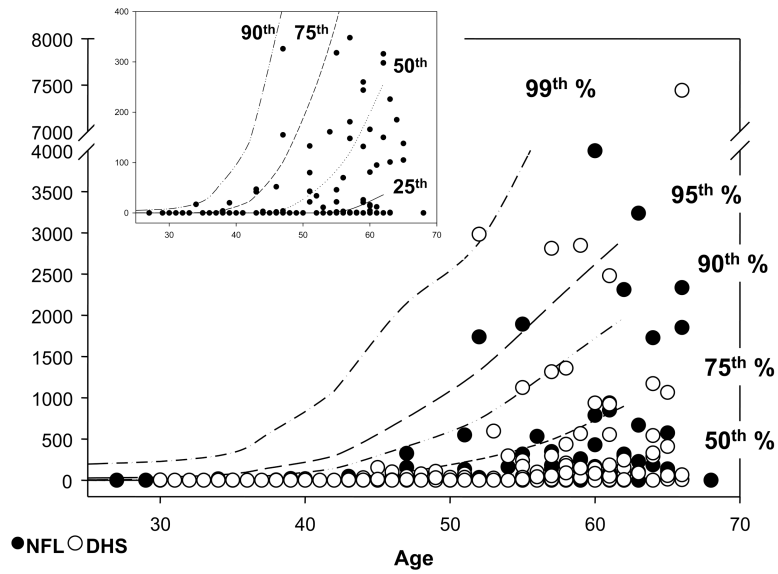 400
300
200
100
0
30 40 50 60 70
90th 75th
50th
25th
8000
7500
7000
4000
3500
3000
2500
2000
1500
1000
500
0
99th %
95th %
90th %
75th %
50th %
30 40 50 60 70
NFL DHS
Age